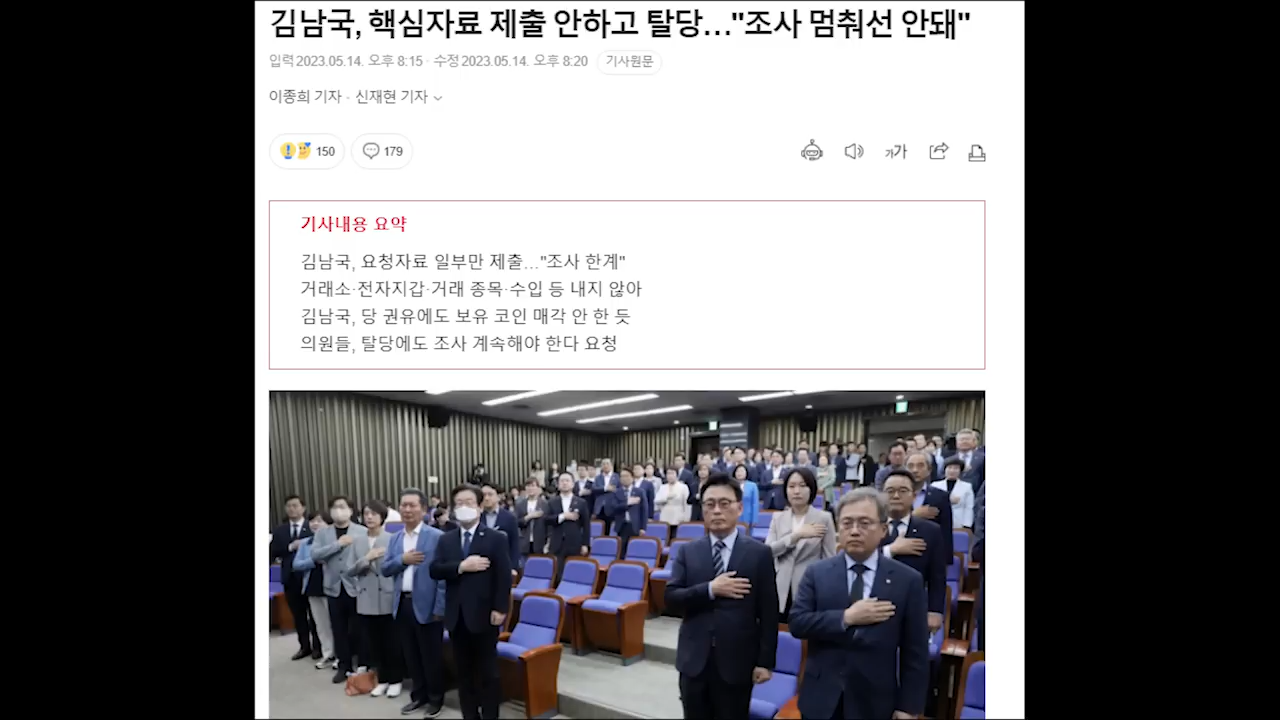 김남국, 핵심자료 제출 안하고 탈당…"조사 멈춰선 안돼"
입력 2023.05.14. 오후 8:15 · 수정 2023.05.14. 오후 8:20 기사원문
이종희 기자 · 신재현 기자
150 179 가가
기사내용 요약
김남국, 요청자료 일부만 제출…"조사 한계"
거래소·전자지갑·거래 종목·수입 등 내지 않아
김남국, 당 권유에도 보유 코인 매각 안 한 듯
의원들, 탈당에도 조사 계속해야 한다 요청